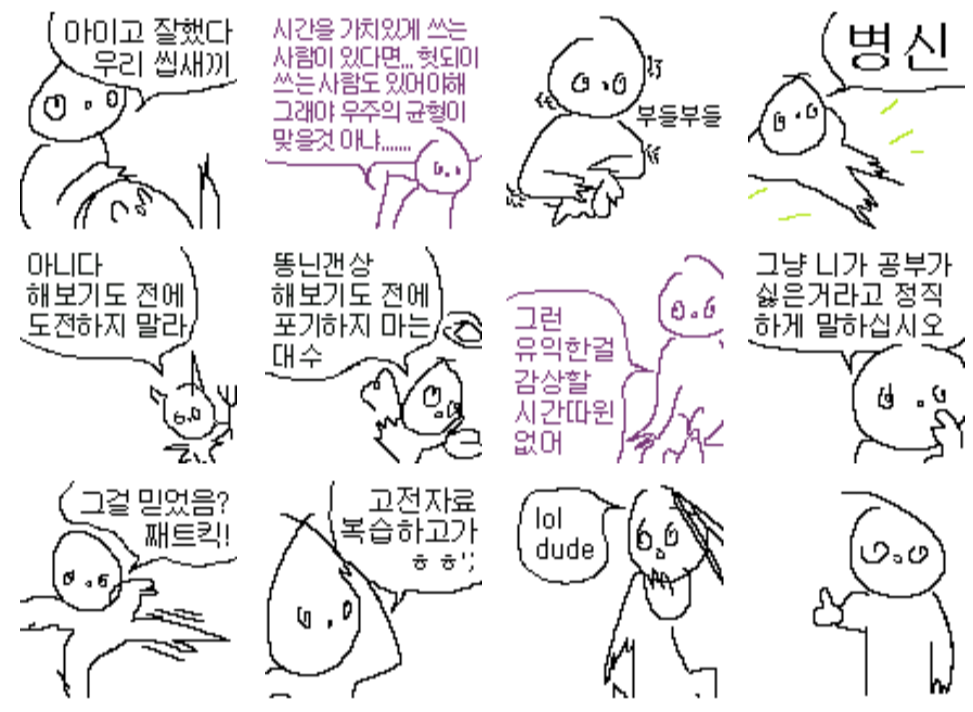 아이고 잘했다
우리 씹새끼
시간을 가치있게 쓰는
사람이 있다면... 헛되이
쓰는 사람도 있어야해
그래야 우주의 균형이
맞을것 아냐.......
부들부들
병신
아니다
해보기도 전에
도전하지 말라
똥닌갠상
해보기도 전에
포기하지 마는
대수
그런
유익한걸
감상할
시간따윈
없어
그냥 니가 공부가
싫은거라고 정직
하게 말하십시오
그걸 믿었음?
째트킥!
고전자료
복습하고가
ㅎㅎ;;
lol
dude